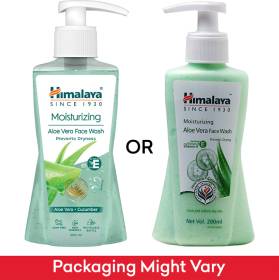 Himalaya
SINCE 1930
Moisturizing
Aloe Vera Face Wash
Prevents Dryness
Aloe Vera • Cucumber
OR
Himalaya
SINCE 1930
Moisturizing
Aloe Vera Face Wash
Prevents Dryness
Net Vol. 200ml
Packaging Might Vary